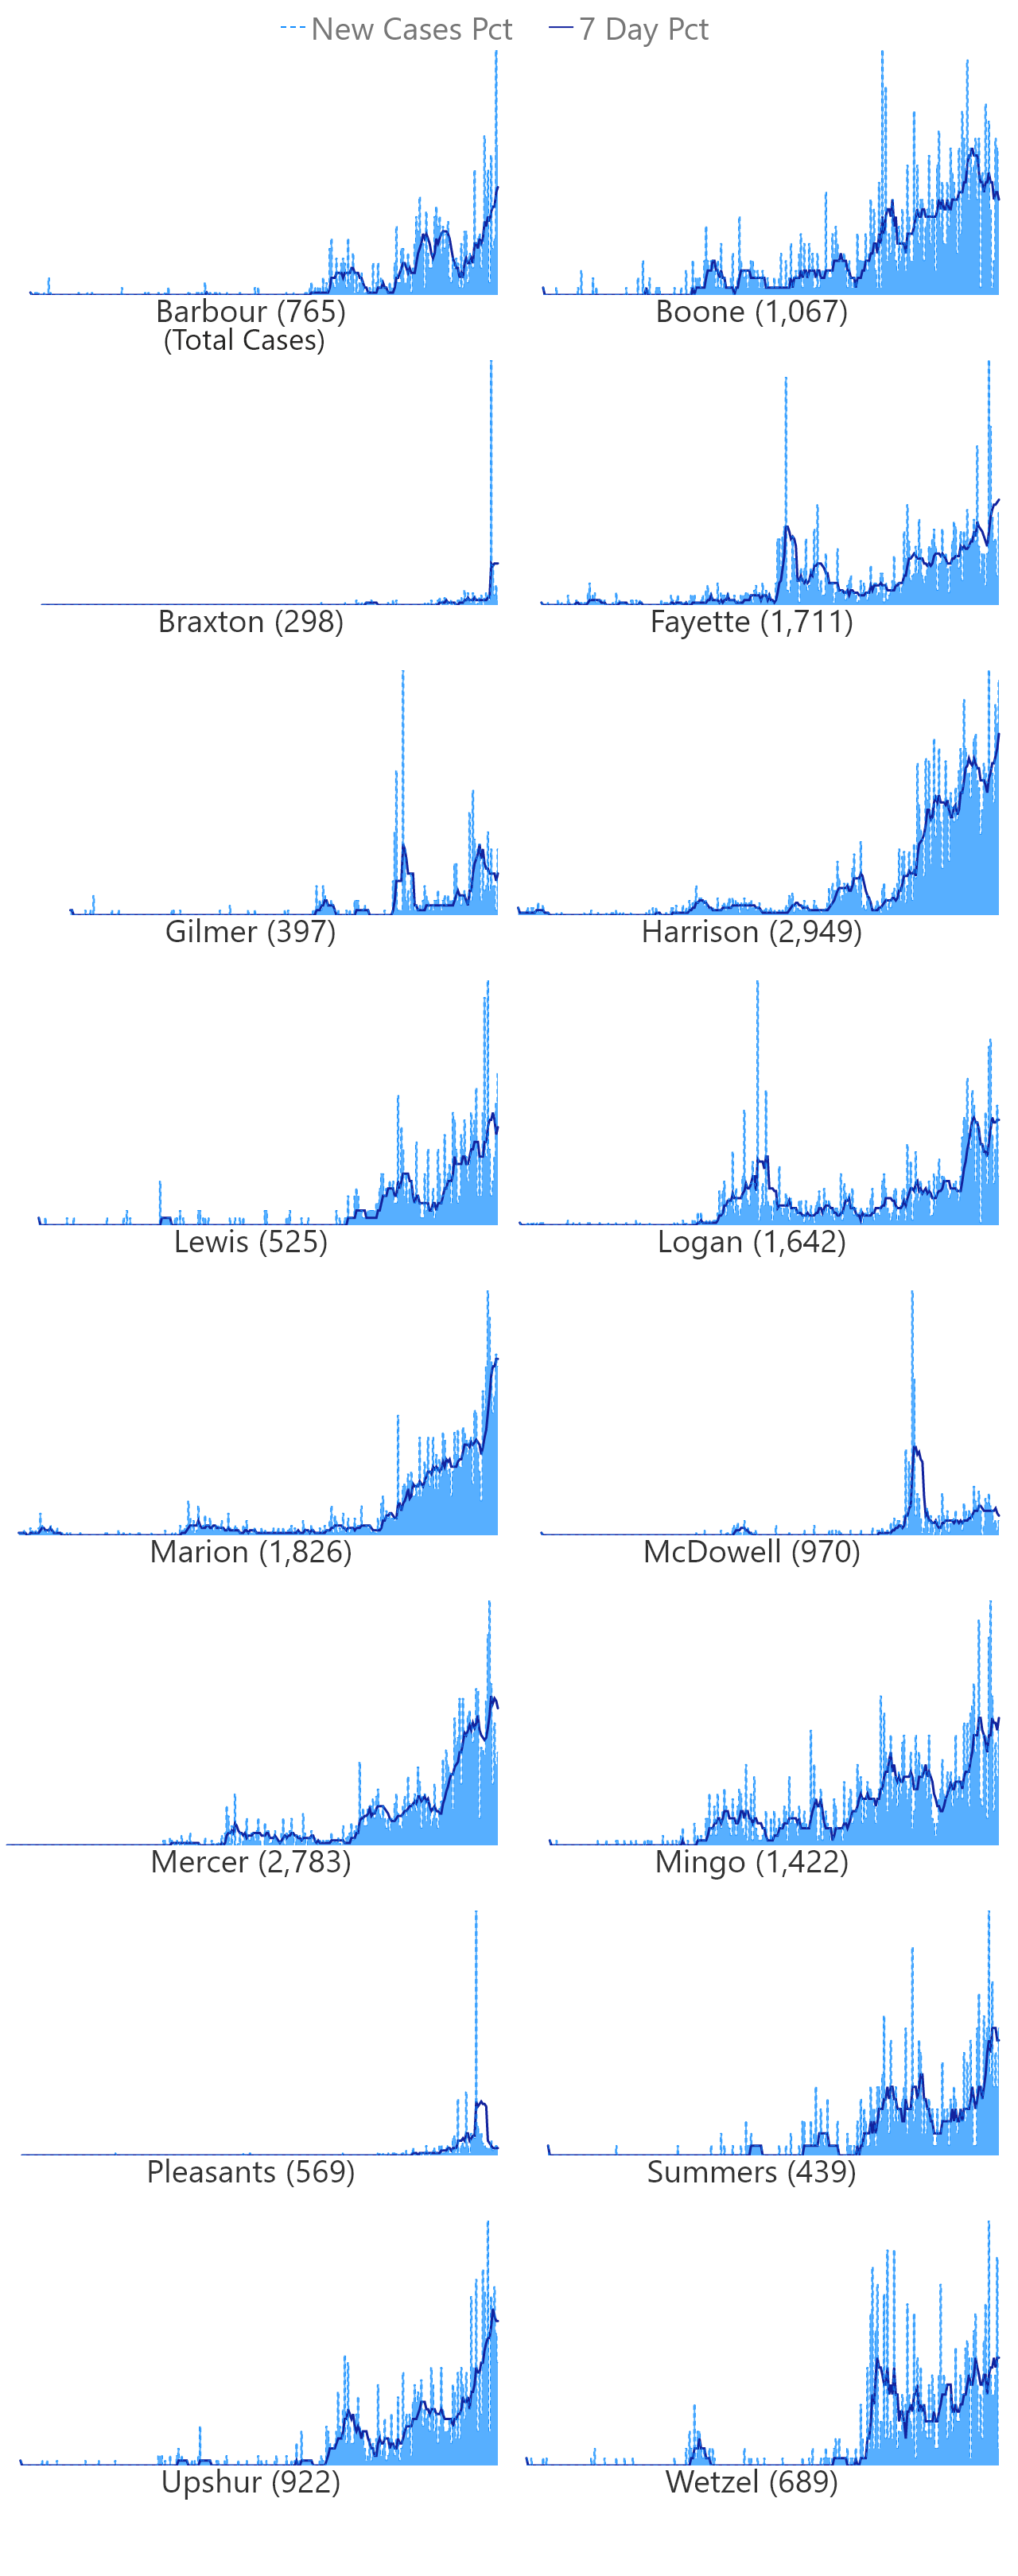 New Cases Pct 7 Day Pct
Barbour (765)
(Total Cases)
Boone (1,067)
Braxton (298)
Fayette (1,711)
Gilmer (397)
Harrison (2,949)
Lewis (525)
Logan (1,642)
Marion (1,826)
McDowell (970)
Mercer (2,783)
Mingo (1,422)
Pleasants (569)
Summers (439)
Upshur (922)
Wetzel (689)